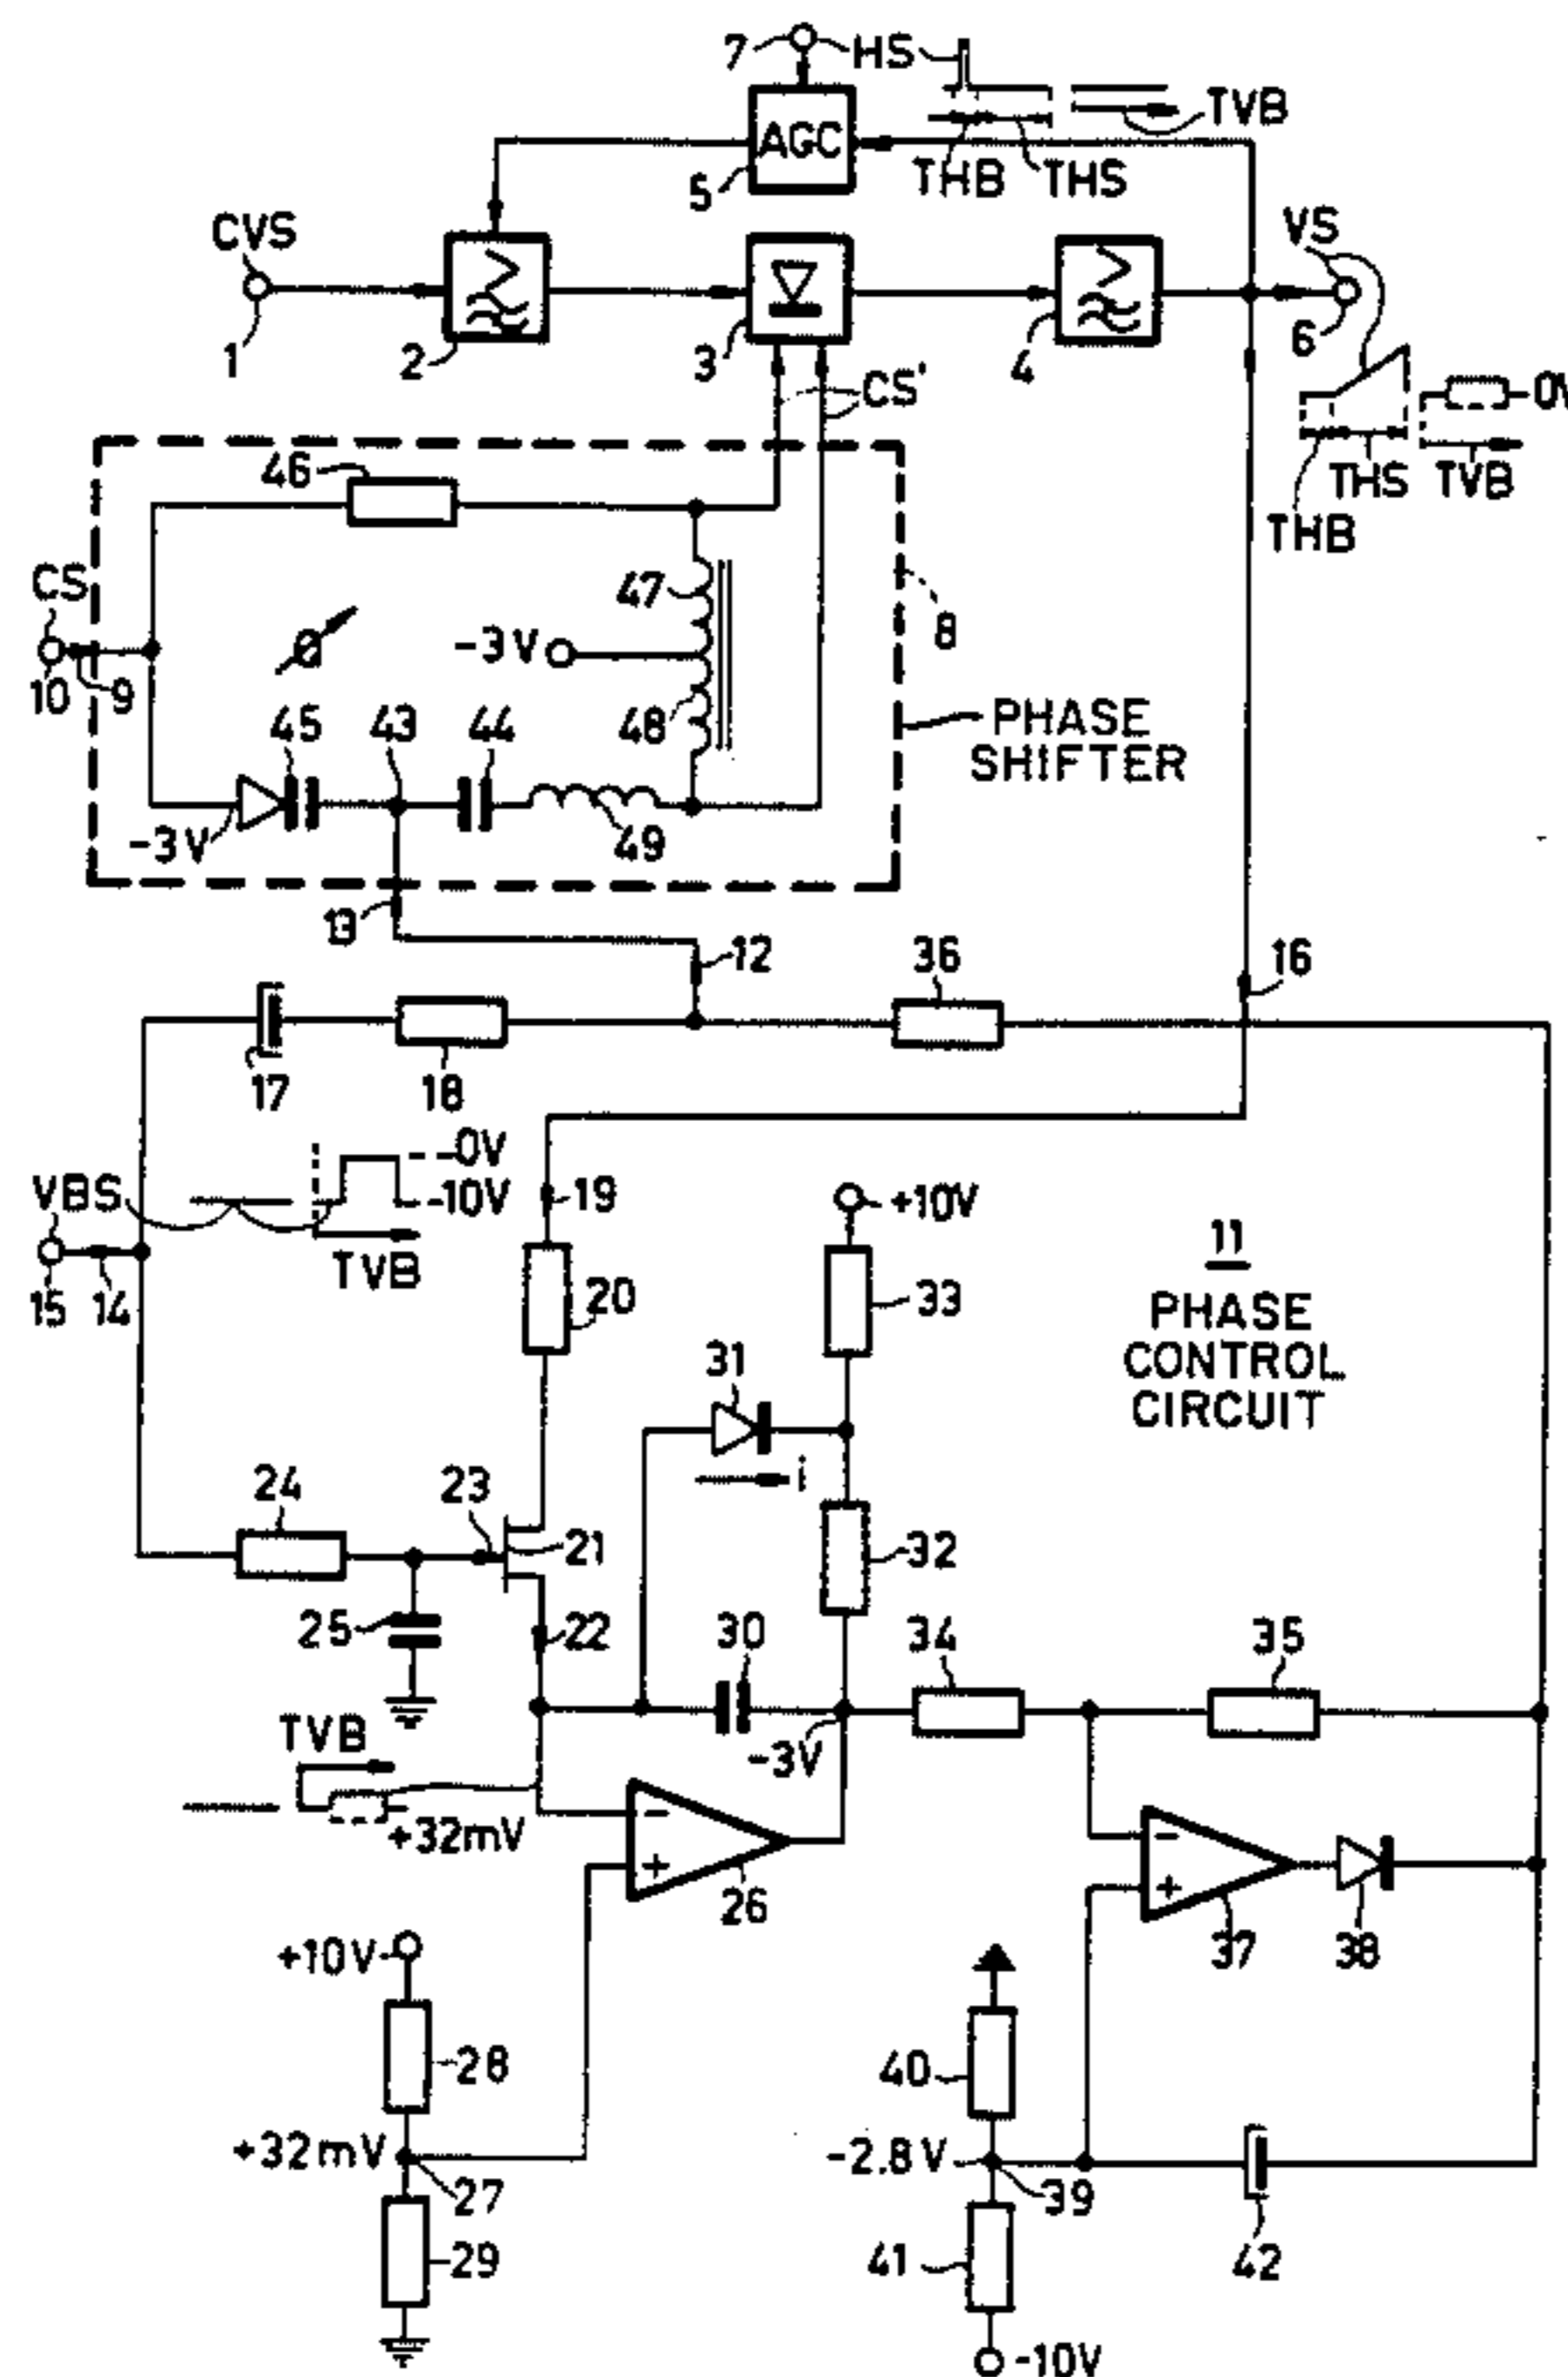 7 HS
AGC
TVB
5
THB THS
CVS
VS
1
2
3
4
6
CS'
0V
THS TVB
THB
46
CS
47
-3V
8
10 9
Ø
48
45 43 44
PHASE
SHIFTER
-3V
49
13
12
36
16
17
18
0V
VBS
-10V
19
+10V
TVB
15 14
11
20
33
PHASE
CONTROL
CIRCUIT
31
i
24
23
21
32
25
22
30
34
35
TVB
-3V
+32mV
-
+
26
-
+
37
38
+10V
28
40
+32mV
27
-2.8V
39
29
41
42
-10V